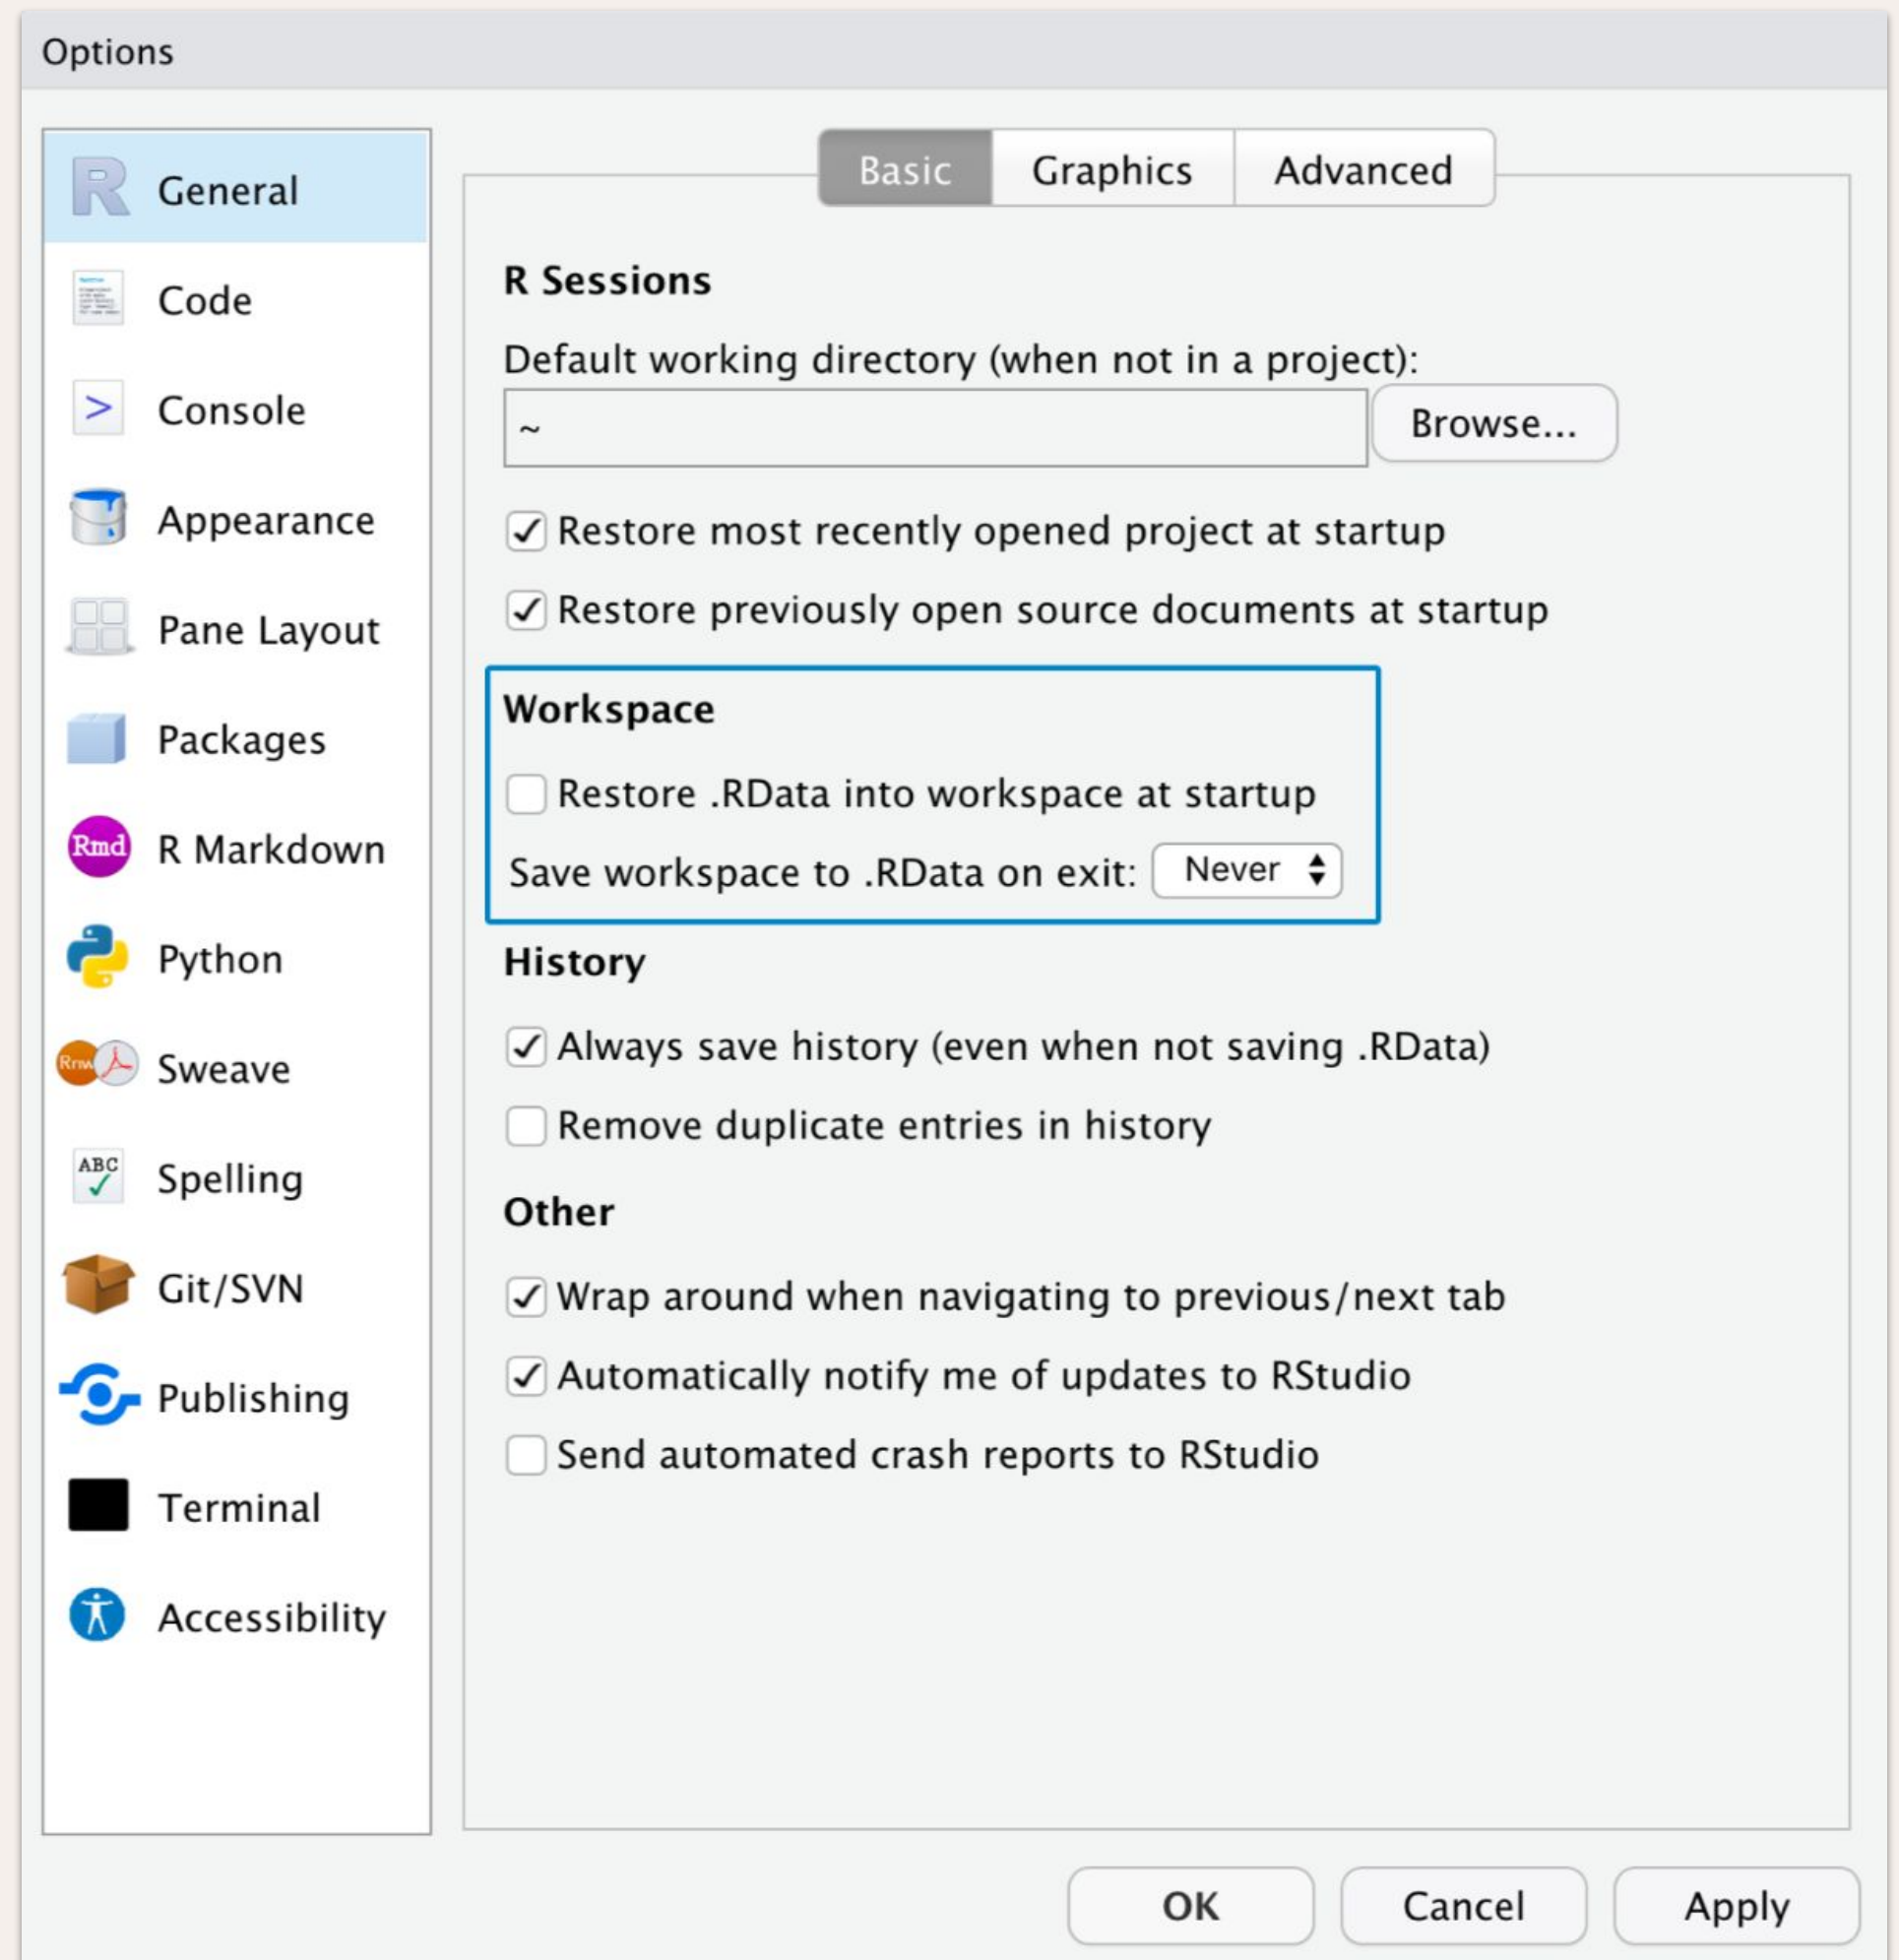 Options
General
Code
Console
Appearance
Pane Layout
Packages
Rmd R Markdown
Python
Rnw Sweave
ABC Spelling
Git/SVN
Publishing
Terminal
Accessibility
Basic Graphics Advanced
R Sessions
Default working directory (when not in a project):
~ Browse...
Restore most recently opened project at startup
Restore previously open source documents at startup
Workspace
Restore .RData into workspace at startup
Save workspace to .RData on exit: Never
History
Always save history (even when not saving .RData)
Remove duplicate entries in history
Other
Wrap around when navigating to previous/next tab
Automatically notify me of updates to RStudio
Send automated crash reports to RStudio
OK Cancel Apply